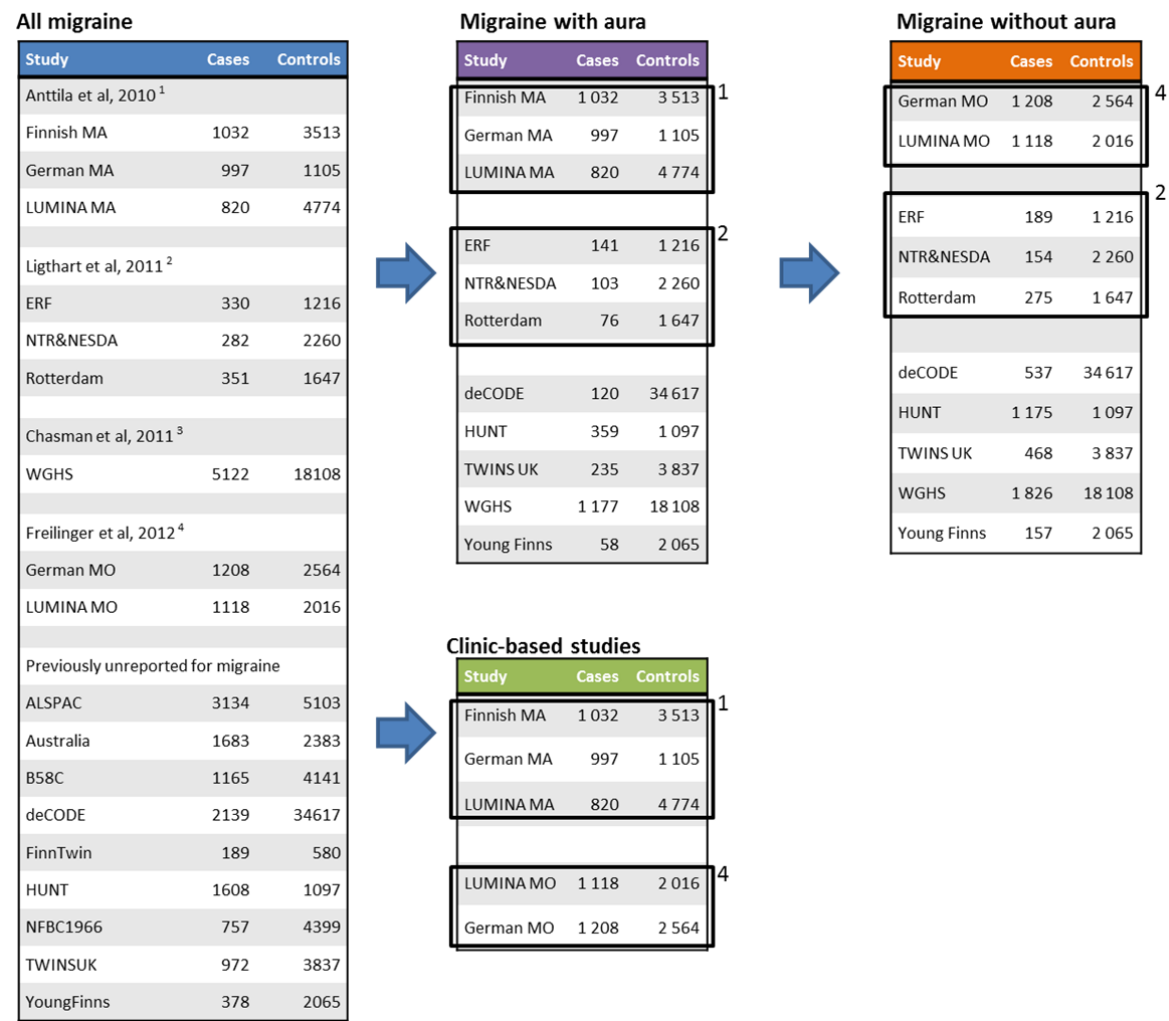 All migraine
Study Cases Controls
Anttila et al, 2010 1
Finnish MA 1032 3513
German MA 997 1105
LUMINA MA 820 4774
Ligthart et al, 2011 2
ERF 330 1216
NTR&NESDA 282 2260
Rotterdam 351 1647
Chasman et al, 2011 3
WGHS 5122 18108
Freilinger et al, 2012 4
German MO 1208 2564
LUMINA MO 1118 2016
Previously unreported for migraine
ALSPAC 3134 5103
Australia 1683 2383
B58C 1165 4141
deCODE 2139 34617
FinnTwin 189 580
HUNT 1608 1097
NFBC1966 757 4399
TWINSUK 972 3837
YoungFinns 378 2065
Migraine with aura
Study Cases Controls
Finnish MA 1 032 3 513 1
German MA 997 1 105
LUMINA MA 820 4 774
ERF 141 1 216 2
NTR&NESDA 103 2 260
Rotterdam 76 1 647
deCODE 120 34 617
HUNT 359 1 097
TWINS UK 235 3 837
WGHS 1 177 18 108
Young Finns 58 2 065
Clinic-based studies
Study Cases Controls
Finnish MA 1 032 3 513 1
German MA 997 1 105
LUMINA MA 820 4 774
LUMINA MO 1 118 2 016 4
German MO 1 208 2 564
Migraine without aura
Study Cases Controls
German MO 1 208 2 564 4
LUMINA MO 1 118 2 016
ERF 189 1 216 2
NTR&NESDA 154 2 260
Rotterdam 275 1 647
deCODE 537 34 617
HUNT 1 175 1 097
TWINS UK 468 3 837
WGHS 1 826 18 108
Young Finns 157 2 065